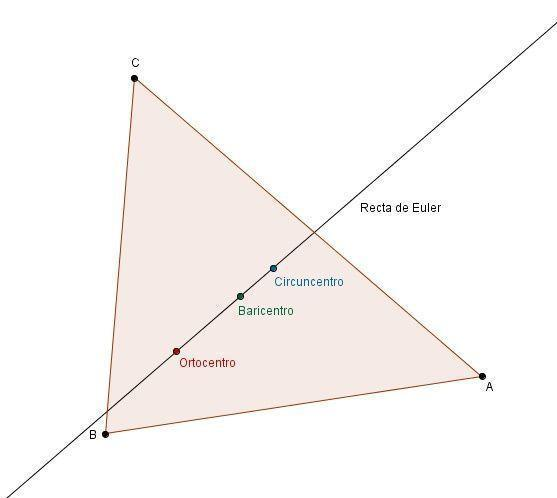 C
Recta de Euler
Circuncentro
Baricentro
Ortocentro
A
B